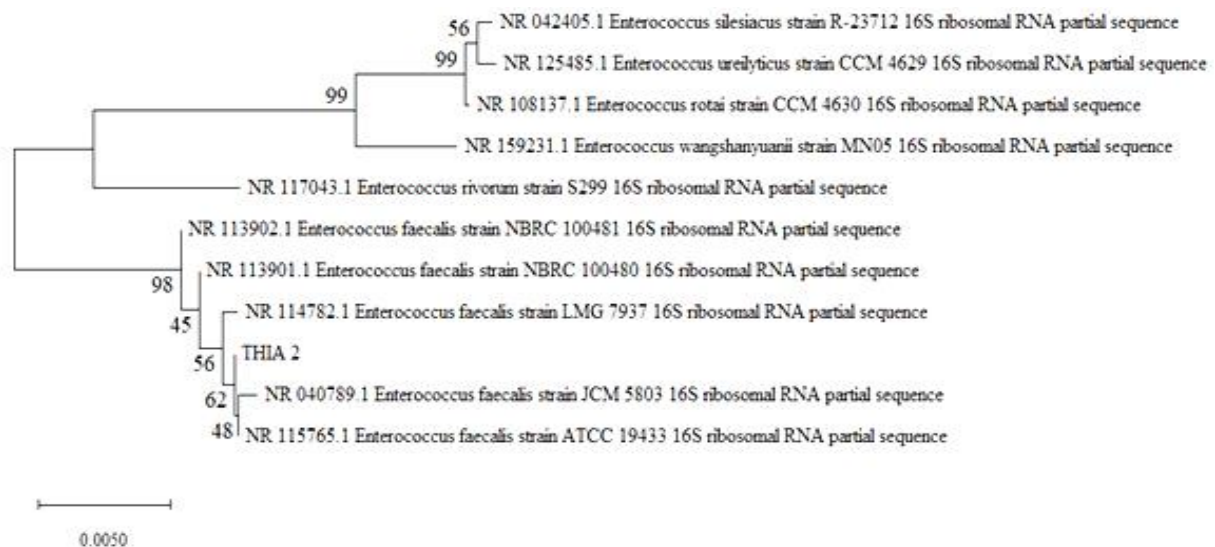 NR 042405.1 Enterococcus silesiacus strain R-23712 16S ribosomal RNA partial sequence
56
NR 125485.1 Enterococcus ureilyticus strain CCM 4629 16S ribosomal RNA partial sequence
99
99
NR 108137.1 Enterococcus rotai strain CCM 4630 16S ribosomal RNA partial sequence
NR 159231.1 Enterococcus wangshanyuanii strain MN05 16S ribosomal RNA partial sequence
NR 117043.1 Enterococcus rivorum strain S299 16S ribosomal RNA partial sequence
NR 113902.1 Enterococcus faecalis strain NBRC 100481 16S ribosomal RNA partial sequence
NR 113901.1 Enterococcus faecalis strain NBRC 100480 16S ribosomal RNA partial sequence
98
NR 114782.1 Enterococcus faecalis strain LMG 7937 16S ribosomal RNA partial sequence
45
THIA 2
56
NR 040789.1 Enterococcus faecalis strain JCM 5803 16S ribosomal RNA partial sequence
62
NR 115765.1 Enterococcus faecalis strain ATCC 19433 16S ribosomal RNA partial sequence
48
0.0050